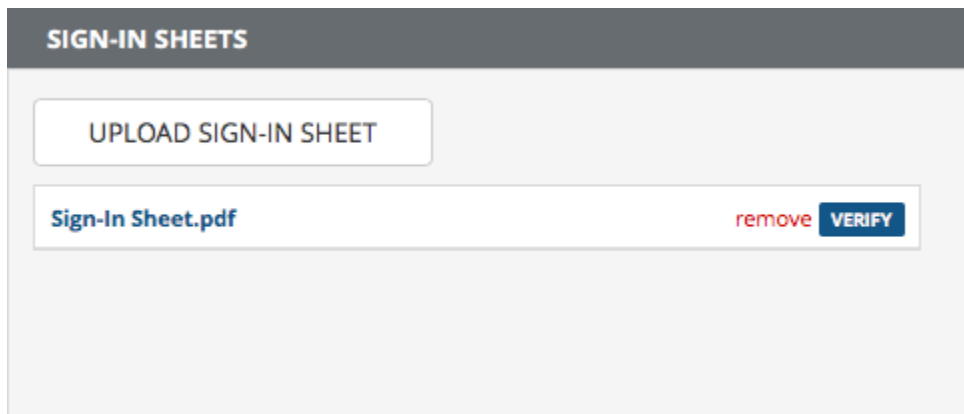 SIGN-IN SHEETS
UPLOAD SIGN-IN SHEET
Sign-In Sheet.pdf remove VERIFY